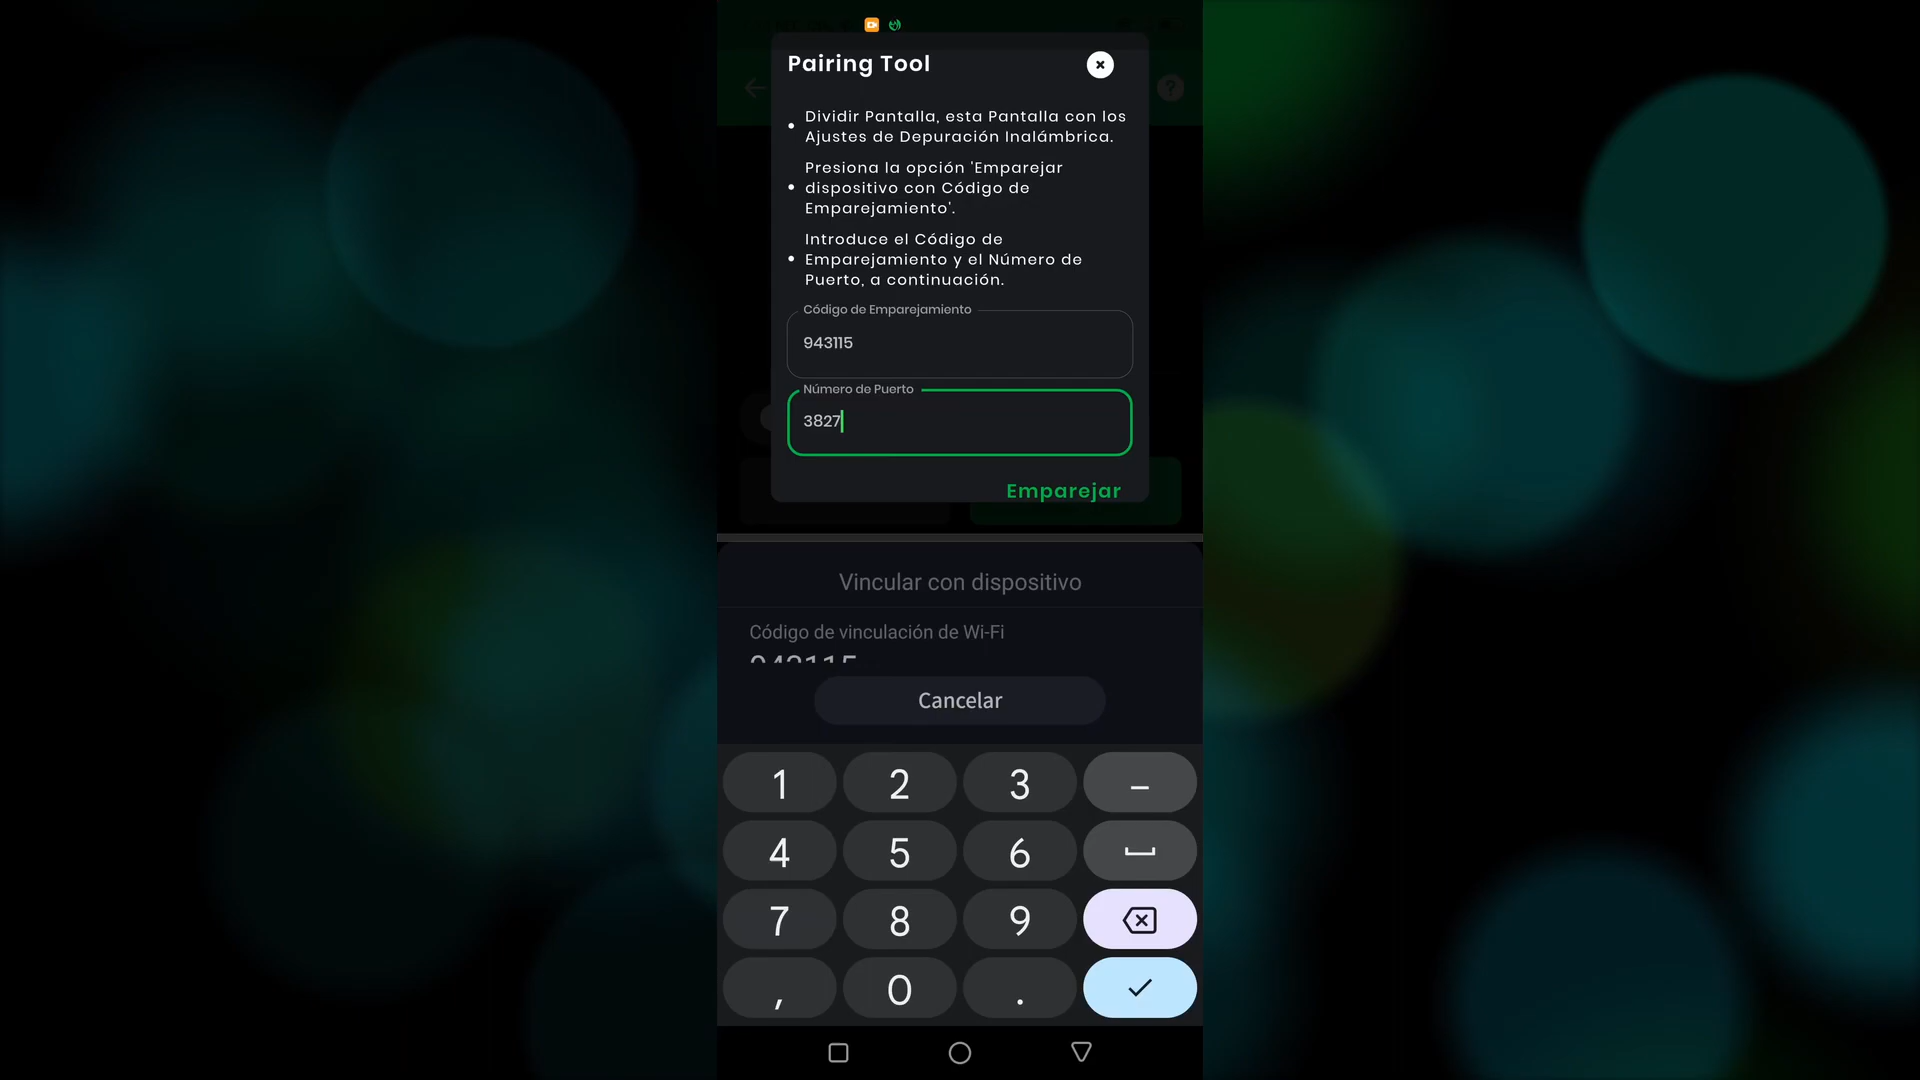 Pairing Tool
Dividir Pantalla, esta Pantalla con los
Ajustes de Depuración Inalámbrica.
Presiona la opción 'Emparejar
dispositivo con Código de
Emparejamiento'.
Introduce el Código de
Emparejamiento y el Número de
Puerto, a continuación.
Código de Emparejamiento
943115
Número de Puerto
3827
Emparejar
Vincular con dispositivo
Código de vinculación de Wi-Fi
943115
Cancelar
1 2 3 –
4 5 6
7 8 9
, 0 .